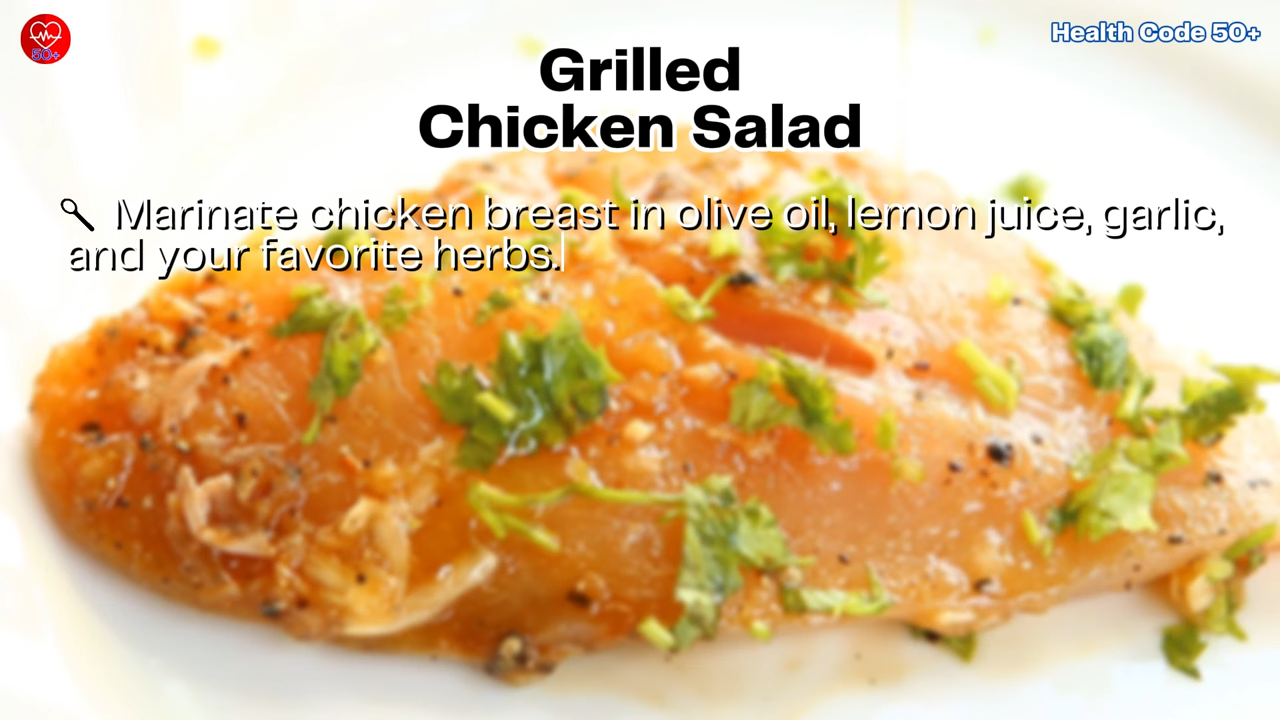 50+
Health Code 50+
Grilled
Chicken Salad
Marinate chicken breast in olive oil, lemon juice, garlic,
and your favorite herbs.